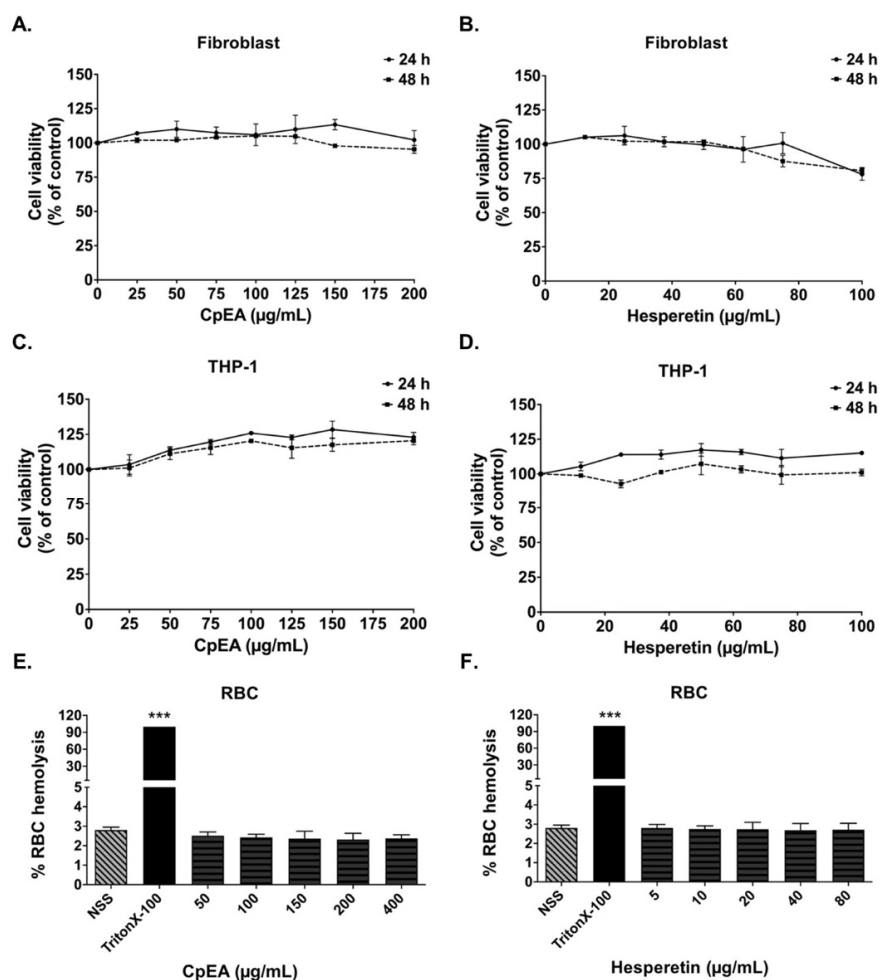 A.
Fibroblast
24 h
48 h
150
125
100
75
50
25
0
Cell viability
(% of control)
0 25 50 75 100 125 150 175 200
CpEA (µg/mL)
B.
Fibroblast
24 h
48 h
150
125
100
75
50
25
0
Cell viability
(% of control)
0 20 40 60 80 100
Hesperetin (µg/mL)
C.
THP-1
24 h
48 h
150
125
100
75
50
25
0
Cell viability
(% of control)
0 25 50 75 100 125 150 175 200
CpEA (µg/mL)
D.
THP-1
24 h
48 h
150
125
100
75
50
25
0
Cell viability
(% of control)
0 20 40 60 80 100
Hesperetin (µg/mL)
E.
RBC
***
120
90
60
30
5
4
3
2
1
0
% RBC hemolysis
NSS TritonX-100 50 100 150 200 400
CpEA (µg/mL)
F.
RBC
***
120
90
60
30
5
4
3
2
1
0
% RBC hemolysis
NSS TritonX-100 5 10 20 40 80
Hesperetin (µg/mL)